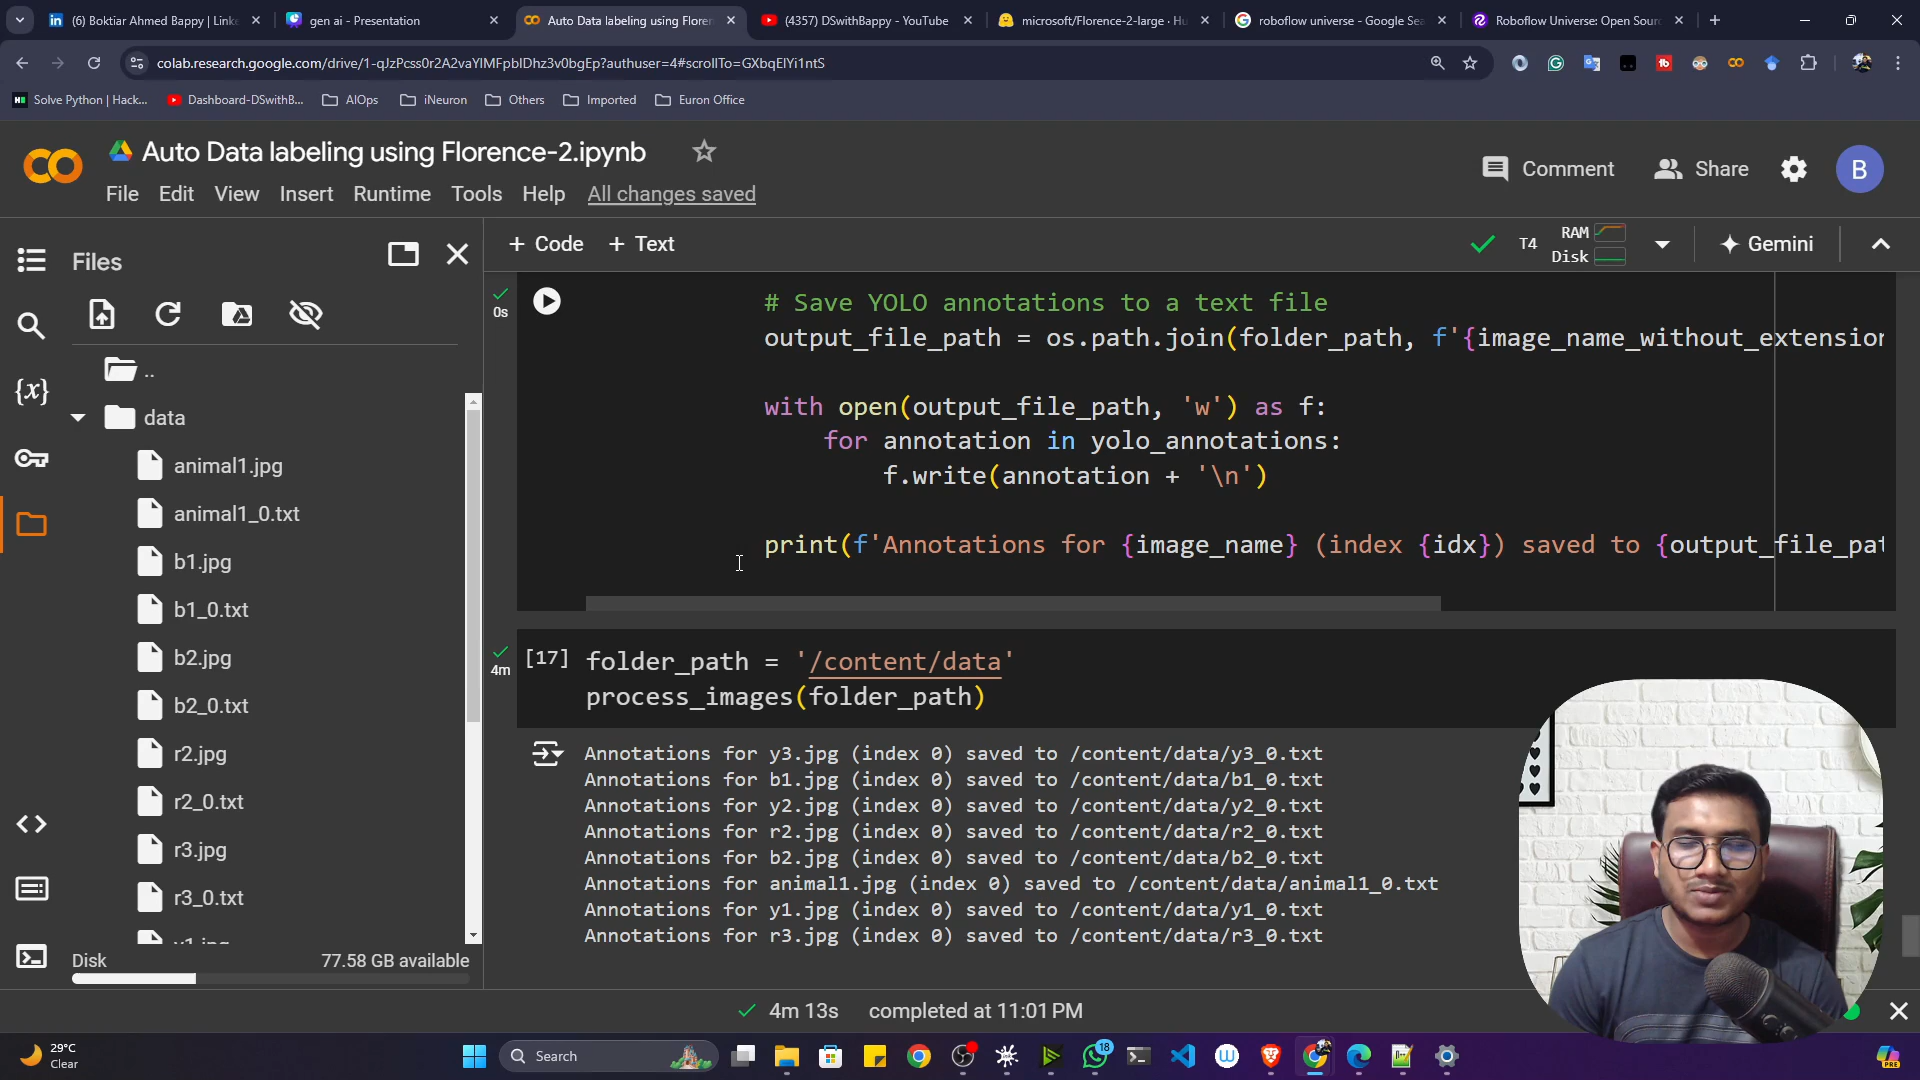 (6) Boktiar Ahmed Bappy | Linke
gen ai - Presentation
Auto Data labeling using Floren
(4357) DSwithBappy - YouTube
microsoft/Florence-2-large · Hu
roboflow universe - Google Sea
Roboflow Universe: Open Sourc
colab.research.google.com/drive/1-qJzPcss0r2A2vaYlMFpblDhz3v0bgEp?authuser=4#scrollTo=GXbqElYi1ntS
Solve Python | Hack...
Dashboard-DSwithB...
AIOps
iNeuron
Others
Imported
Euron Office
Auto Data labeling using Florence-2.ipynb
Comment
Share
B
File Edit View Insert Runtime Tools Help All changes saved
Files
+ Code + Text
T4
RAM
Disk
Gemini
..
data
animal1.jpg
animal1_0.txt
b1.jpg
b1_0.txt
b2.jpg
b2_0.txt
r2.jpg
r2_0.txt
r3.jpg
r3_0.txt
Disk 77.58 GB available
0s
# Save YOLO annotations to a text file
output_file_path = os.path.join(folder_path, f'{image_name_without_extension
with open(output_file_path, 'w') as f:
for annotation in yolo_annotations:
f.write(annotation + '\n')
print(f'Annotations for {image_name} (index {idx}) saved to {output_file_pat
4m
[17] folder_path = '/content/data'
process_images(folder_path)
Annotations for y3.jpg (index 0) saved to /content/data/y3_0.txt
Annotations for b1.jpg (index 0) saved to /content/data/b1_0.txt
Annotations for y2.jpg (index 0) saved to /content/data/y2_0.txt
Annotations for r2.jpg (index 0) saved to /content/data/r2_0.txt
Annotations for b2.jpg (index 0) saved to /content/data/b2_0.txt
Annotations for animal1.jpg (index 0) saved to /content/data/animal1_0.txt
Annotations for y1.jpg (index 0) saved to /content/data/y1_0.txt
Annotations for r3.jpg (index 0) saved to /content/data/r3_0.txt
4m 13s completed at 11:01 PM
29°C
Clear
Search
18